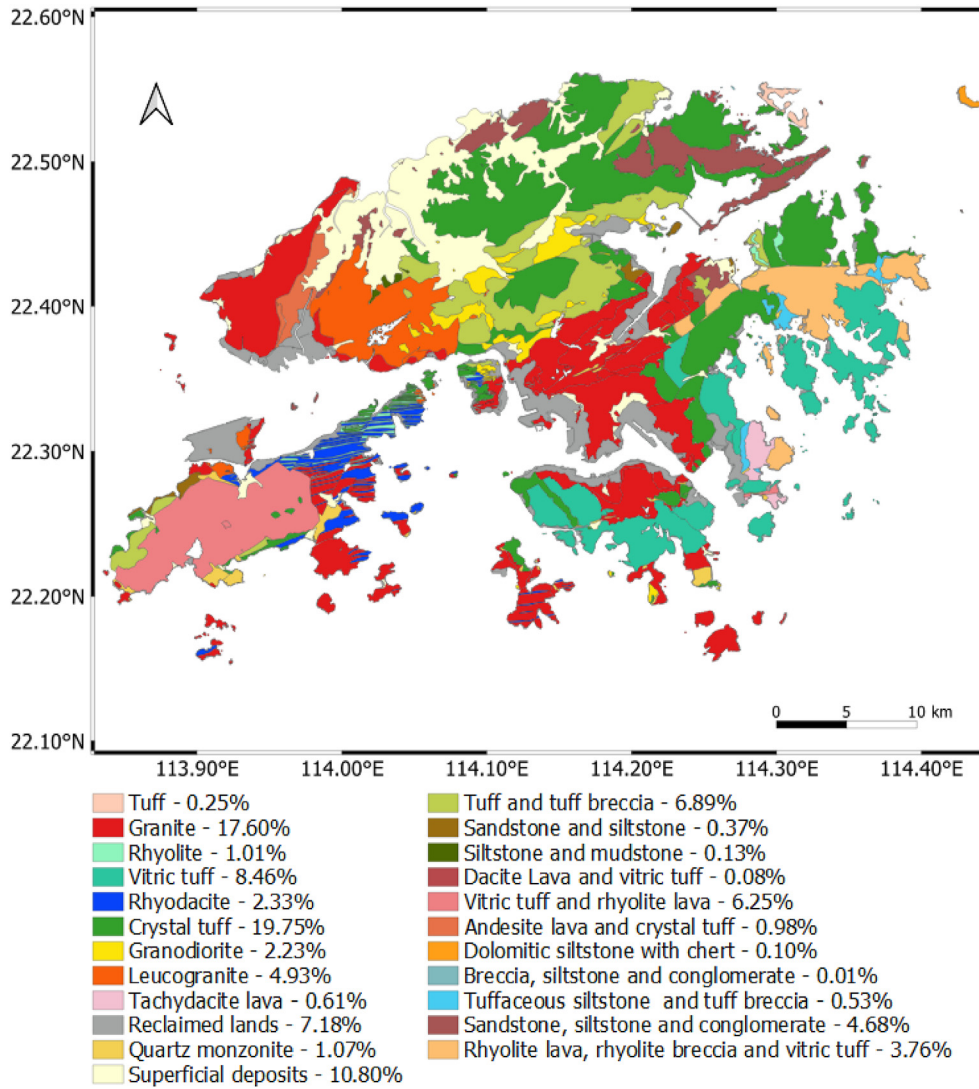 22.60°N
22.50°N
22.40°N
22.30°N
22.20°N
22.10°N
0 5 10 km
113.90°E 114.00°E 114.10°E 114.20°E 114.30°E 114.40°E
Tuff - 0.25%
Granite - 17.60%
Rhyolite - 1.01%
Vitric tuff - 8.46%
Rhyodacite - 2.33%
Crystal tuff - 19.75%
Granodiorite - 2.23%
Leucogranite - 4.93%
Tachydacite lava - 0.61%
Reclaimed lands - 7.18%
Quartz monzonite - 1.07%
Superficial deposits - 10.80%
Tuff and tuff breccia - 6.89%
Sandstone and siltstone - 0.37%
Siltstone and mudstone - 0.13%
Dacite Lava and vitric tuff - 0.08%
Vitric tuff and rhyolite lava - 6.25%
Andesite lava and crystal tuff - 0.98%
Dolomitic siltstone with chert - 0.10%
Breccia, siltstone and conglomerate - 0.01%
Tuffaceous siltstone and tuff breccia - 0.53%
Sandstone, siltstone and conglomerate - 4.68%
Rhyolite lava, rhyolite breccia and vitric tuff - 3.76%